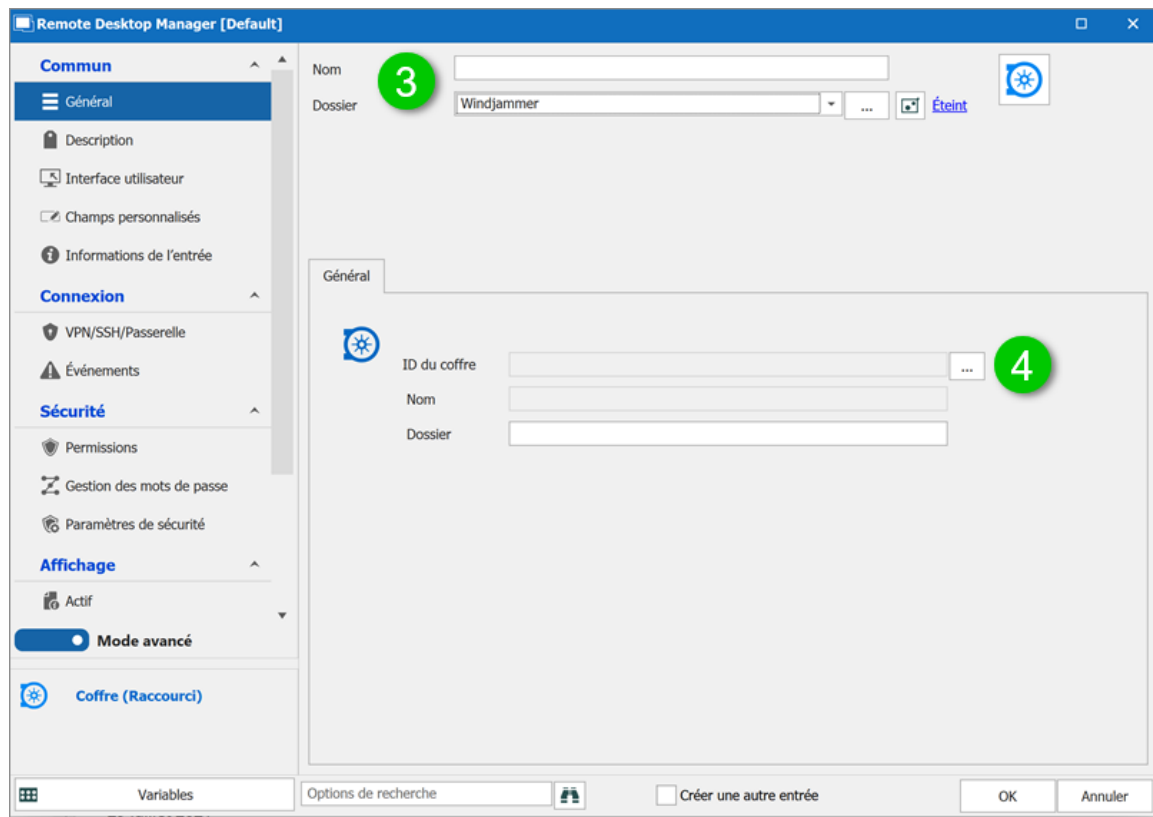 Remote Desktop Manager [Default]
Commun
Général
Description
Interface utilisateur
Champs personnalisés
Informations de l'entrée
Connexion
VPN/SSH/Passerelle
Événements
Sécurité
Permissions
Gestion des mots de passe
Paramètres de sécurité
Affichage
Actif
Mode avancé
Coffre (Raccourci)
Variables
Nom
3
Dossier
Windjammer
...
Éteint
Général
ID du coffre
...
4
Nom
Dossier
Options de recherche
Créer une autre entrée
OK
Annuler